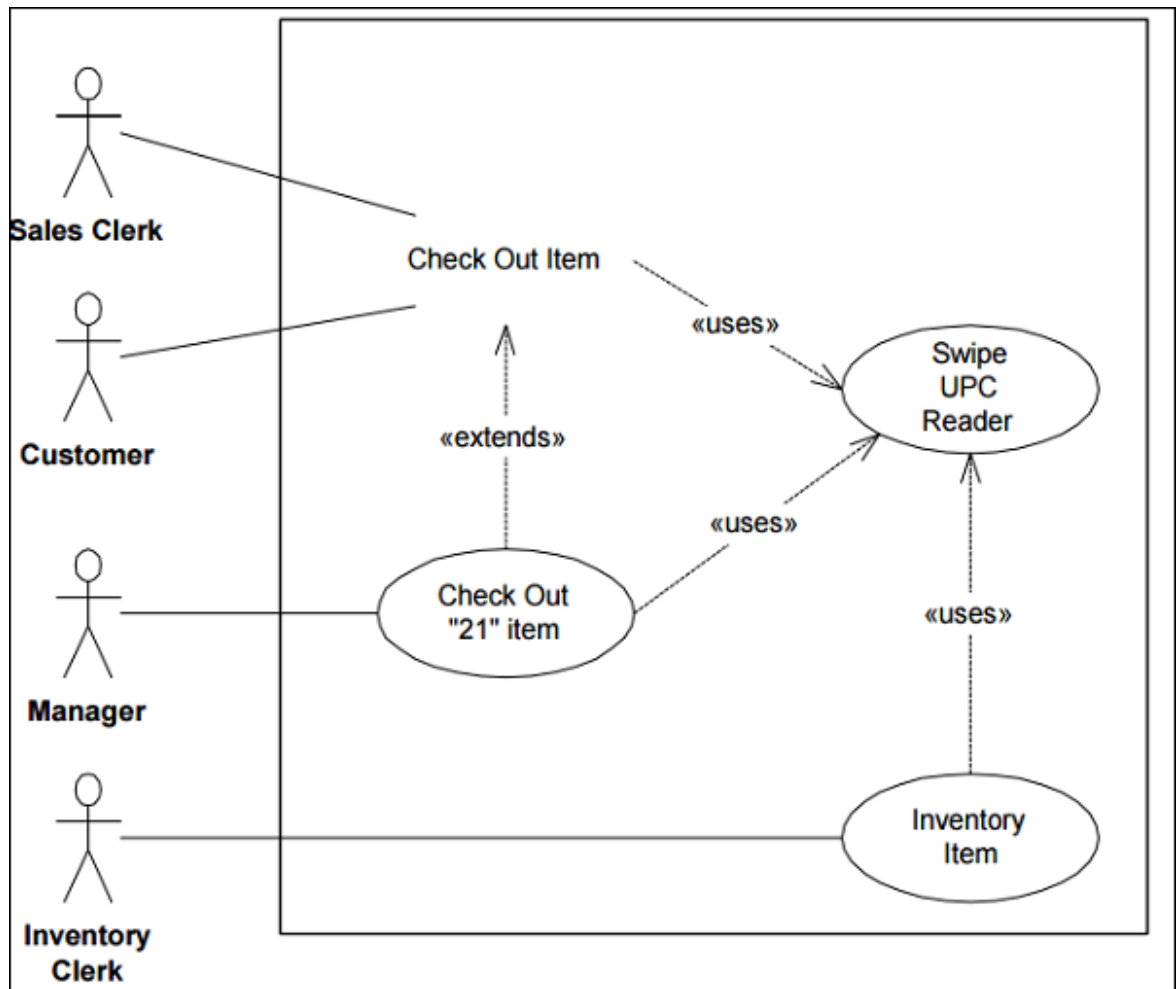 Sales Clerk
Check Out Item
«uses»
Swipe
UPC
Reader
Customer
«extends»
«uses»
Check Out
"21" item
«uses»
Manager
Inventory
Item
Inventory
Clerk